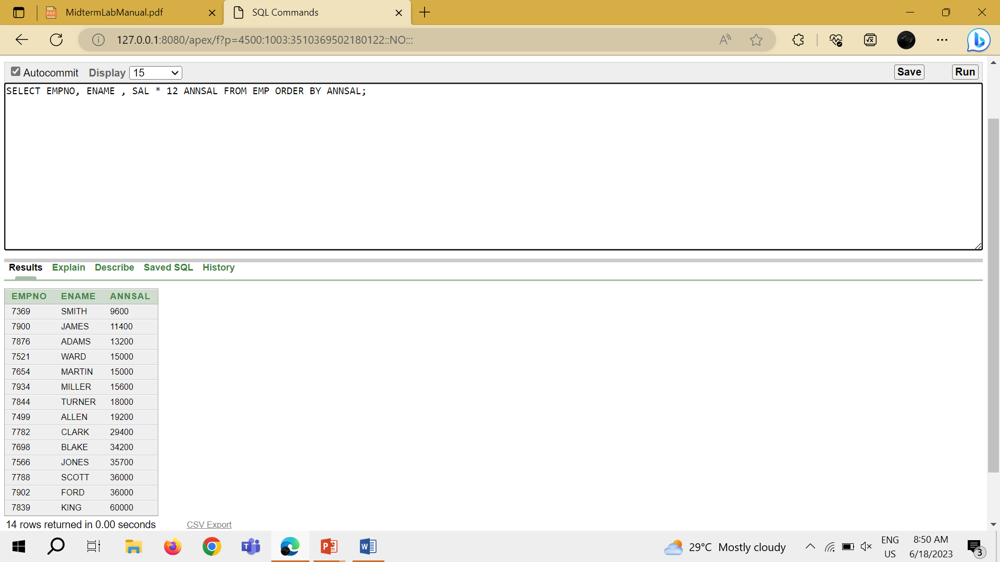 MidtermLabManual.pdf
SQL Commands
127.0.0.1:8080/apex/f?p=4500:1003:3510369502180122::NO:::
Autocommit Display 15 Save Run
SELECT EMPNO, ENAME , SAL * 12 ANNSAL FROM EMP ORDER BY ANNSAL;
Results Explain Describe Saved SQL History
EMPNO ENAME ANNSAL
7369 SMITH 9600
7900 JAMES 11400
7876 ADAMS 13200
7521 WARD 15000
7654 MARTIN 15000
7934 MILLER 15600
7844 TURNER 18000
7499 ALLEN 19200
7782 CLARK 29400
7698 BLAKE 34200
7566 JONES 35700
7788 SCOTT 36000
7902 FORD 36000
7839 KING 60000
14 rows returned in 0.00 seconds CSV Export
29°C Mostly cloudy
ENG
US
8:50 AM
6/18/2023
3